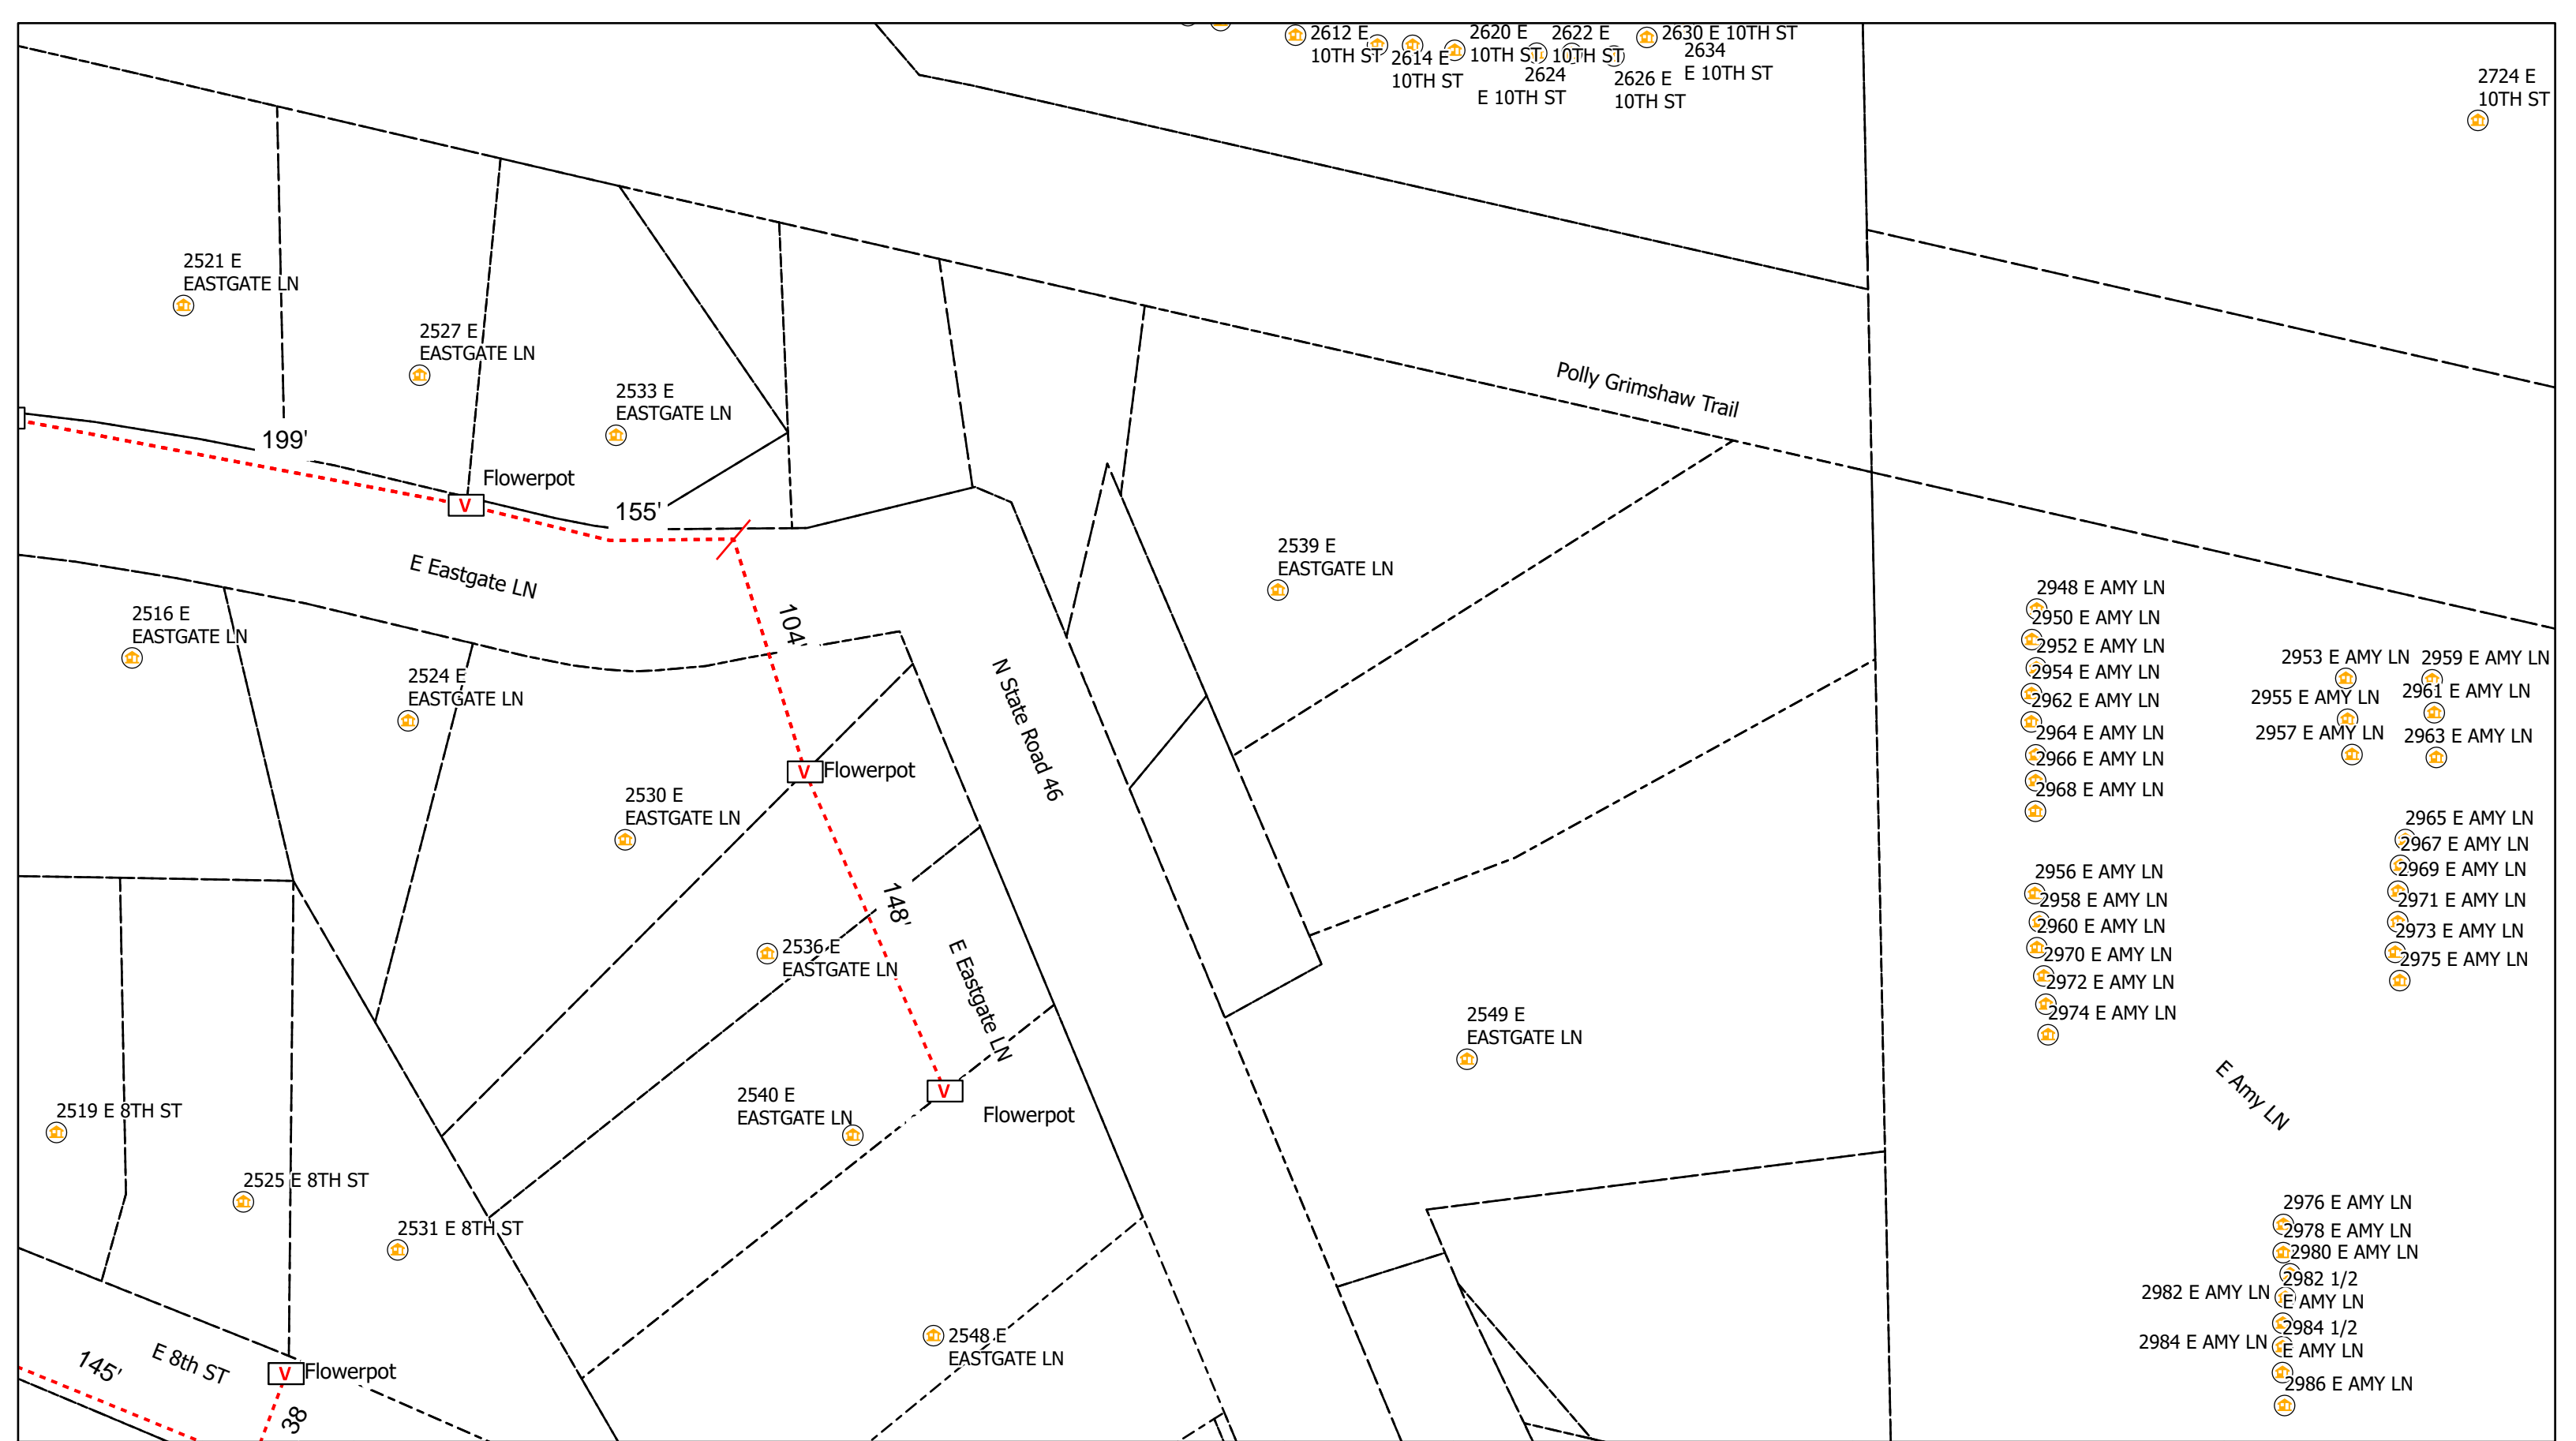 2612 E
10TH ST
2614 E
10TH ST
2620 E
10TH ST
2622 E
10TH ST
2624
E 10TH ST
2626 E
10TH ST
2630 E 10TH ST
2634
E 10TH ST
2724 E
10TH ST
2521 E
EASTGATE LN
2527 E
EASTGATE LN
2533 E
EASTGATE LN
Polly Grimshaw Trail
199'
Flowerpot
V
155'
E Eastgate LN
2539 E
EASTGATE LN
2516 E
EASTGATE LN
104'
2524 E
EASTGATE LN
N State Road 46
2530 E
EASTGATE LN
V
Flowerpot
148'
2536 E
EASTGATE LN
E Eastgate LN
2540 E
EASTGATE LN
V
Flowerpot
2549 E
EASTGATE LN
2519 E 8TH ST
2525 E 8TH ST
2531 E 8TH ST
2548 E
EASTGATE LN
E 8th ST
145'
V
Flowerpot
38
2948 E AMY LN
2950 E AMY LN
2952 E AMY LN
2954 E AMY LN
2962 E AMY LN
2964 E AMY LN
2966 E AMY LN
2968 E AMY LN
2953 E AMY LN
2959 E AMY LN
2955 E AMY LN
2961 E AMY LN
2957 E AMY LN
2963 E AMY LN
2965 E AMY LN
2967 E AMY LN
2969 E AMY LN
2971 E AMY LN
2973 E AMY LN
2975 E AMY LN
2956 E AMY LN
2958 E AMY LN
2960 E AMY LN
2970 E AMY LN
2972 E AMY LN
2974 E AMY LN
E Amy LN
2976 E AMY LN
2978 E AMY LN
2980 E AMY LN
2982 E AMY LN
2982 1/2
E AMY LN
2984 E AMY LN
2984 1/2
E AMY LN
2986 E AMY LN